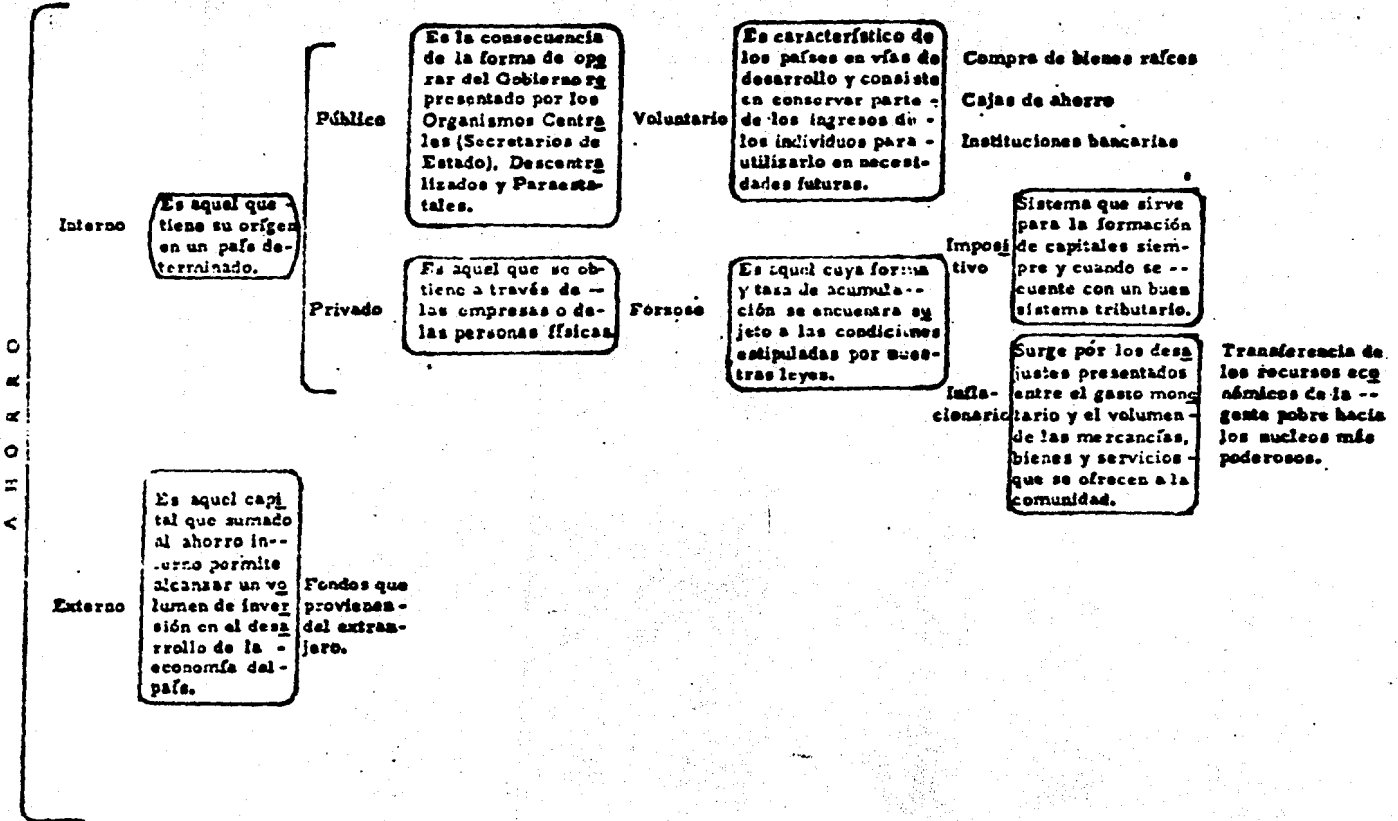 AHORRO
Interno
Es aquel que -
tiene su orígen
en un país de-
terminado.
Público
Es la consecuencia
de la forma de ope
rar del Gobierno re
presentado por los
Organismos Centra
les (Secretarios de
Estado), Descentra
lizados y Paraesta-
tales.
Voluntario
Es característico de
los países en vías de
desarrollo y consiste
en conservar parte -
de los ingresos de -
los individuos para -
utilizarlo en necesi-
dades futuras.
Compra de bienes raíces
Cajas de ahorro
Instituciones bancarias
Privado
Es aquel que se ob-
tiene a través de --
las empresas o de-
las personas físicas
Forzoso
Es aquel cuya forma
y tasa de acumula--
ción se encuentra su
jeto a las condiciones
estipuladas por nues-
tras leyes.
Imposi
tivo
Sistema que sirve
para la formación
de capitales siem-
pre y cuando se --
cuente con un buen
sistema tributario.
Infla-
cionario
Surge pór los desa
justes presentados
entre el gasto mone
tario y el volumen -
de las mercancías,
bienes y servicios -
que se ofrecen a la
comunidad.
Transferencia de
los recursos eco
nómicos de la --
gente pobre hacia
los nucleos más
poderosos.
Externo
Es aquel capi
tal que sumado
al ahorro in--
terno permite
alcanzar un vo
lumen de inver
sión en el desa
rrollo de la -
economía del -
país.
Fondos que
provienen -
del extran-
jero.